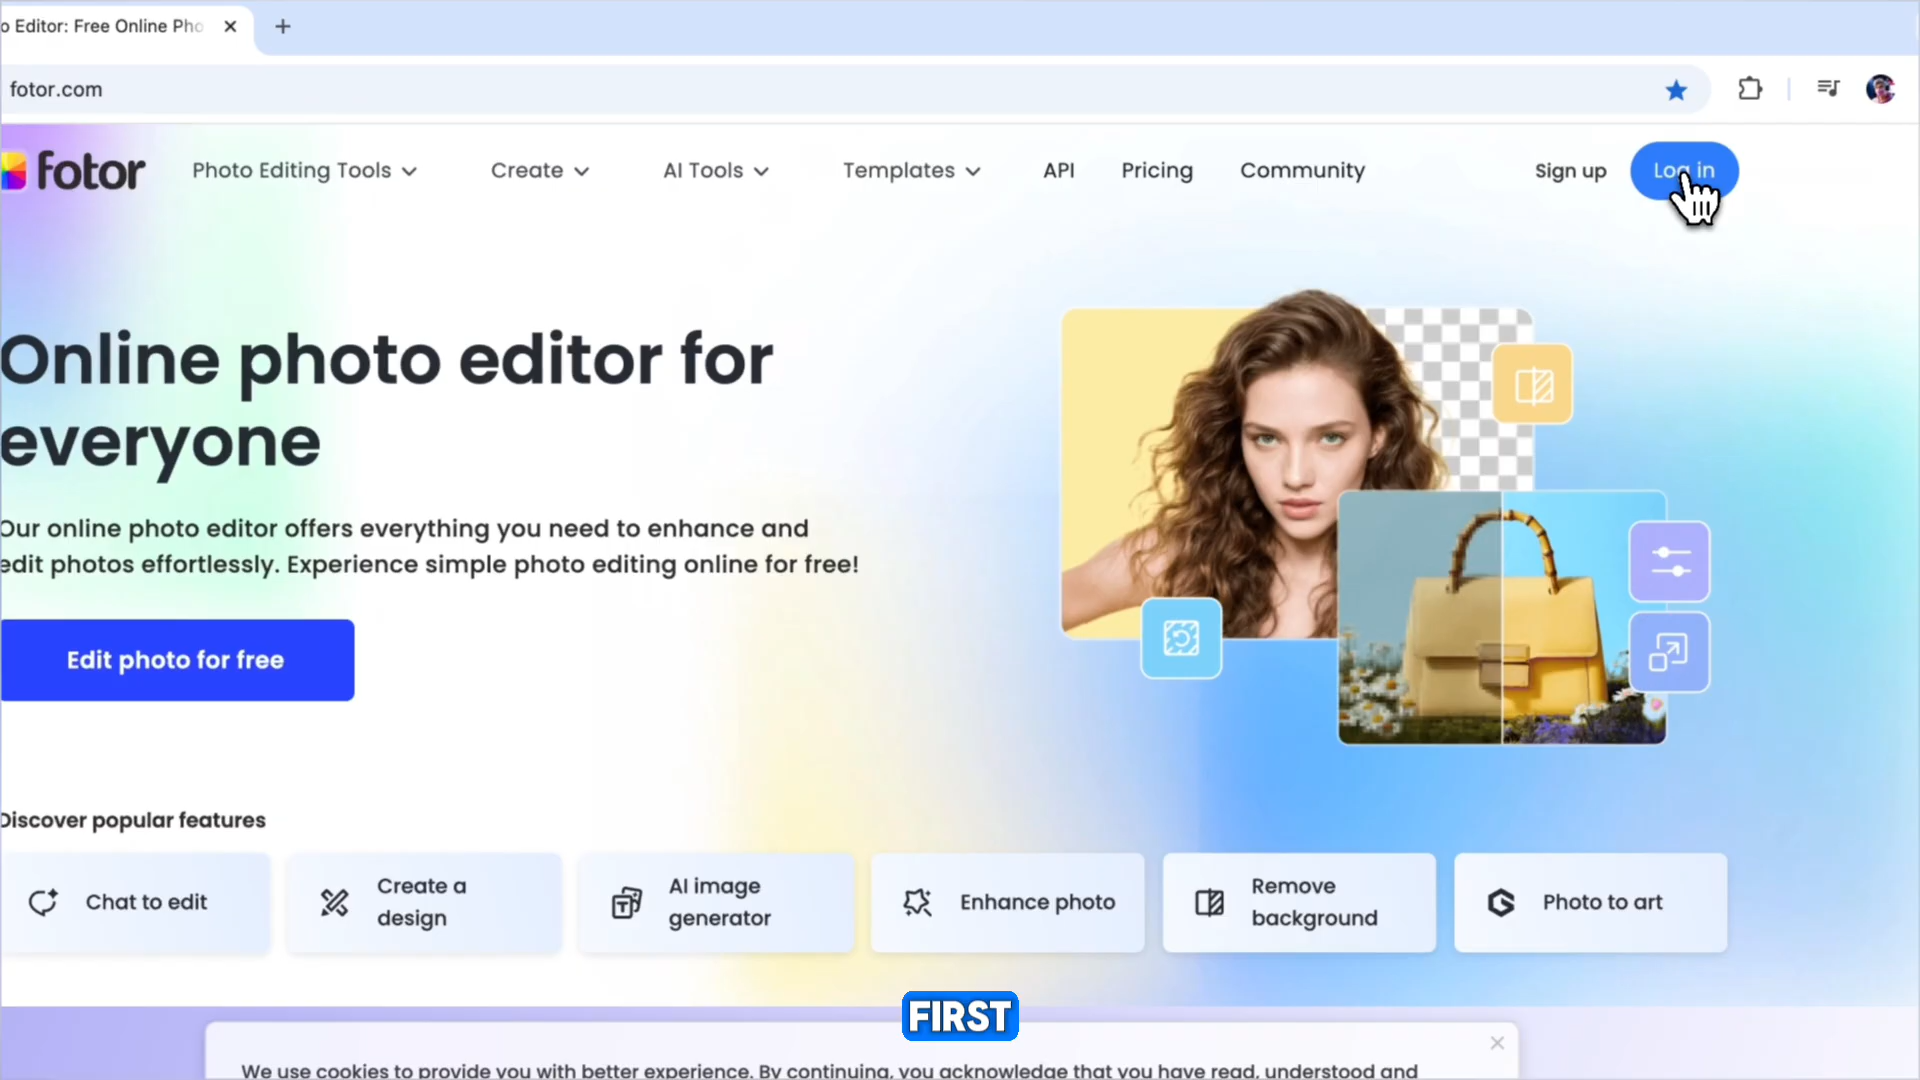 o Editor: Free Online Pho
fotor.com
fotor
Photo Editing Tools
Create
AI Tools
Templates
API
Pricing
Community
Sign up
Log in
Online photo editor for
everyone
Our online photo editor offers everything you need to enhance and
edit photos effortlessly. Experience simple photo editing online for free!
Edit photo for free
Discover popular features
Chat to edit
Create a
design
AI image
generator
Enhance photo
Remove
background
Photo to art
FIRST
We use cookies to provide you with better experience. By continuing, you acknowledge that you have read, understood and